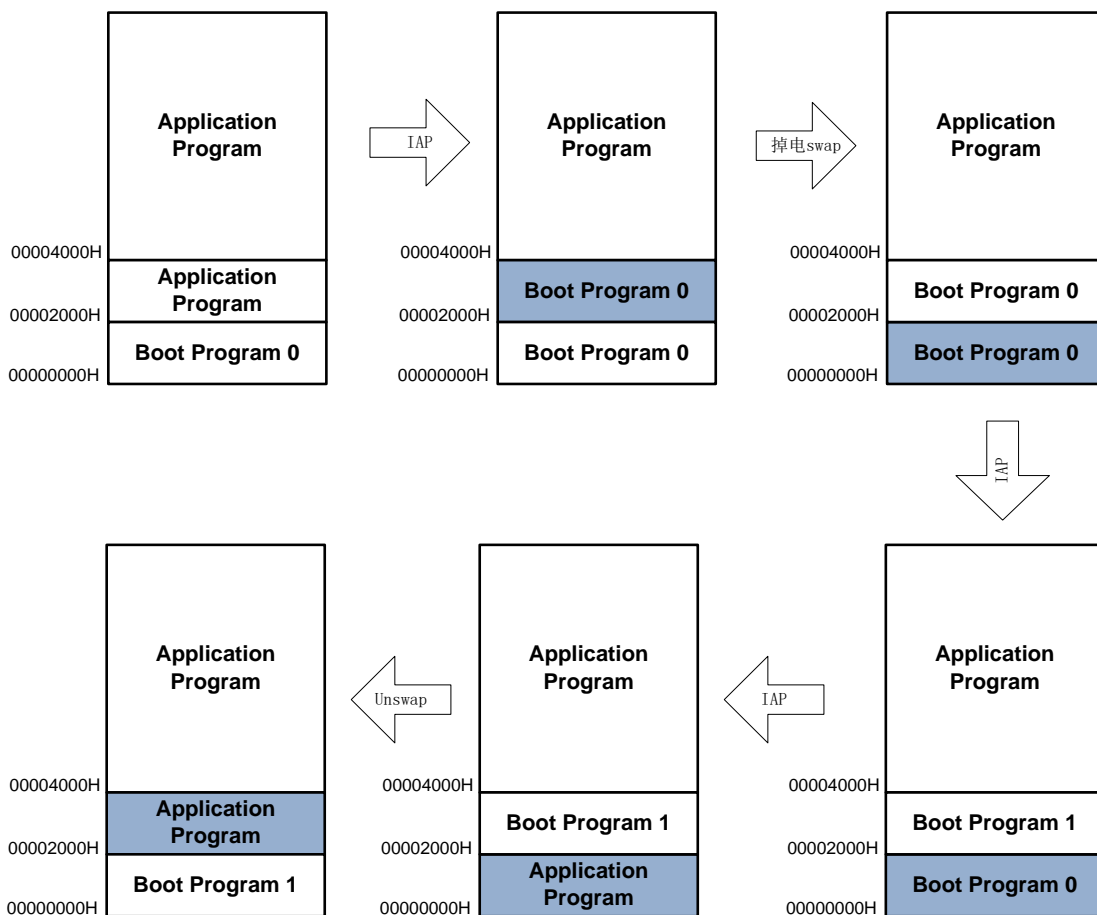 Application
Program
00004000H
Application
Program
00002000H
Boot Program 0
00000000H
IAP
Application
Program
00004000H
Boot Program 0
00002000H
Boot Program 0
00000000H
掉电swap
Application
Program
00004000H
Boot Program 0
00002000H
Boot Program 0
00000000H
IAP
Application
Program
00004000H
Boot Program 1
00002000H
Boot Program 0
00000000H
IAP
Application
Program
00004000H
Boot Program 1
00002000H
Application
Program
00000000H
Unswap
Application
Program
00004000H
Application
Program
00002000H
Boot Program 1
00000000H